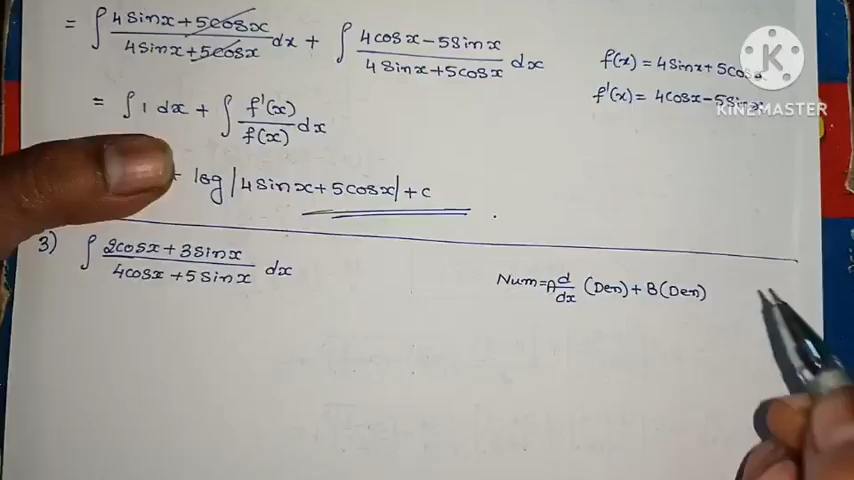 = ∫ 4sinx+5cosx / 4sinx+5cosx dx + ∫ 4cosx-5sinx / 4sinx+5cosx dx
f(x) = 4sinx+5cos
f'(x) = 4cosx-5sinx
K
KINEMASTER
= ∫ 1 dx + ∫ f'(x) / f(x) dx
+ log |4sinx+5cosx| + c
3) ∫ 2cosx+3sinx / 4cosx+5sinx dx
Num=A d/dx (Den) + B(Den)